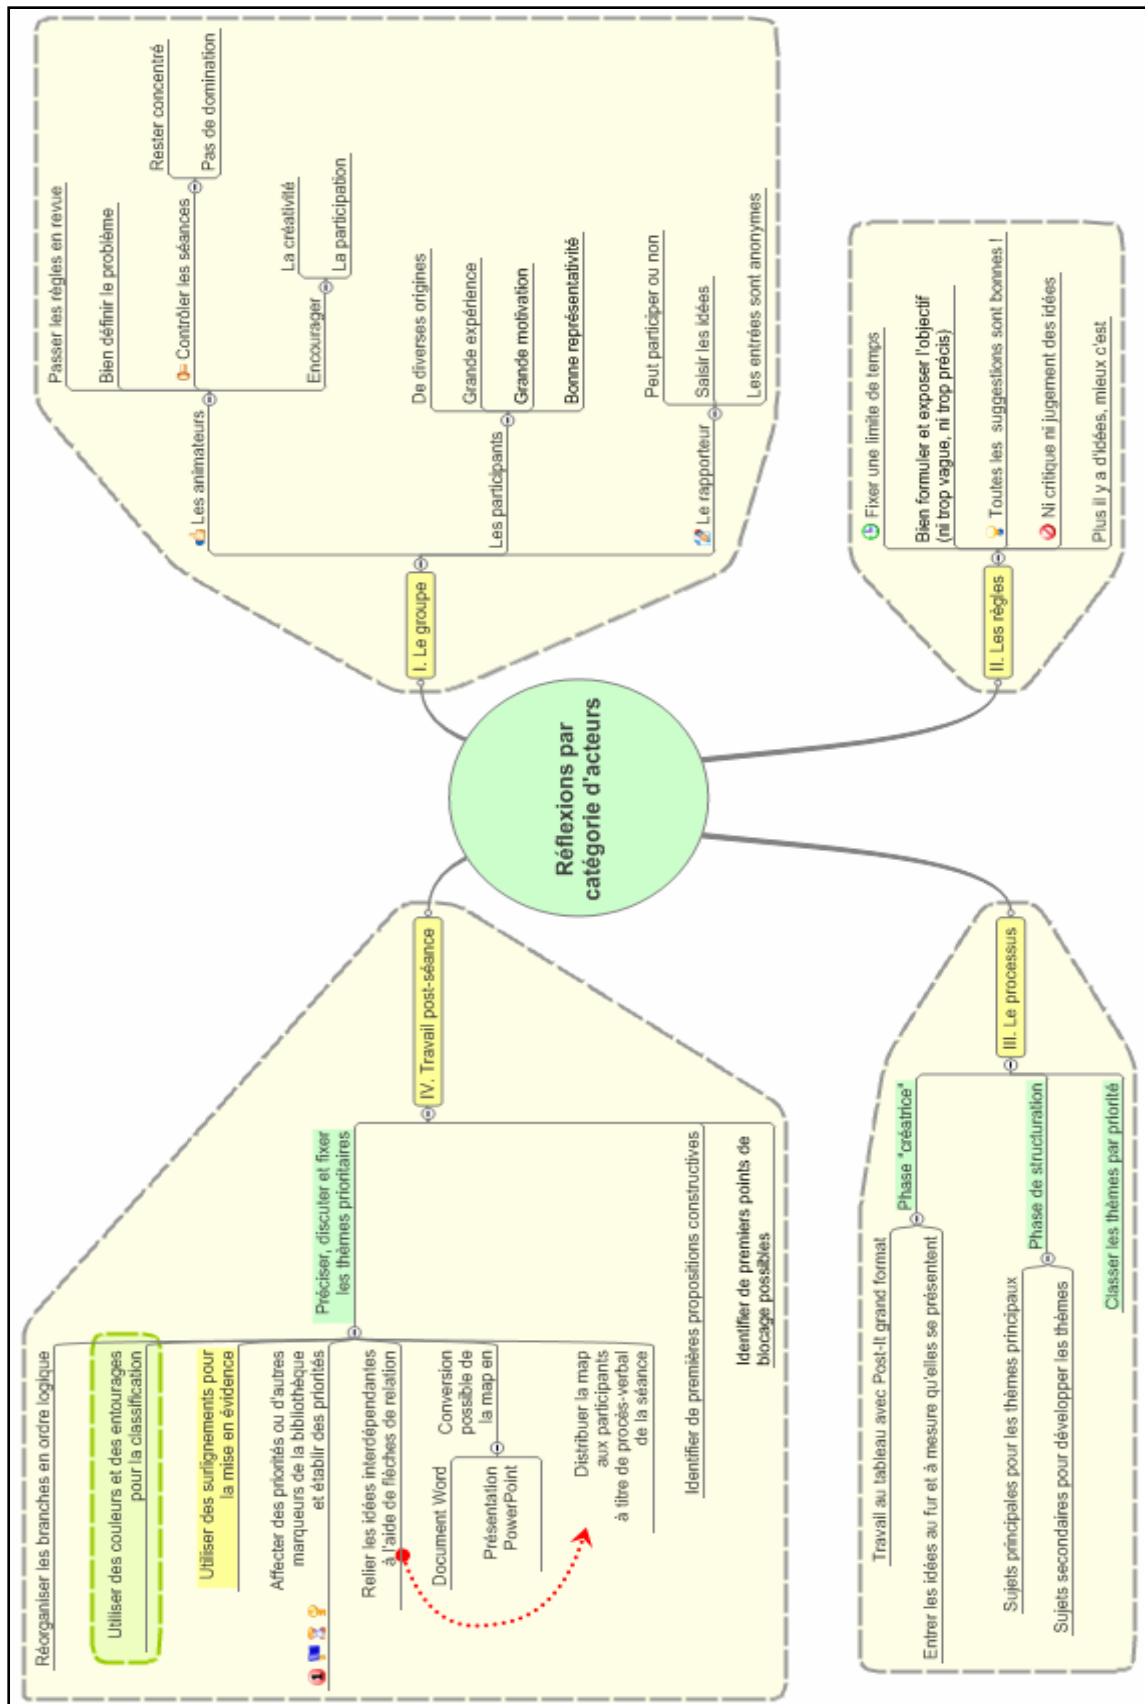 Réflexions par
catégorie d'acteurs
I. Le groupe
Les animateurs
Passer les règles en revue
Bien définir le problème
Contrôler les séances
Rester concentré
Pas de domination
Encourager
La créativité
La participation
Les participants
De diverses origines
Grande expérience
Grande motivation
Bonne représentativité
Le rapporteur
Peut participer ou non
Saisir les idées
Les entrées sont anonymes
II. Les règles
Fixer une limite de temps
Bien formuler et exposer l'objectif
(ni trop vague, ni trop précis)
Toutes les suggestions sont bonnes !
Ni critique ni jugement des idées
Plus il y a d'idées, mieux c'est
III. Le processus
Phase "créatrice"
Travail au tableau avec Post-It grand format
Entrer les idées au fur et à mesure qu'elles se présentent
Phase de structuration
Sujets principales pour les thèmes principaux
Sujets secondaires pour développer les thèmes
Classer les thèmes par priorité
IV. Travail post-séance
Préciser, discuter et fixer
les thèmes prioritaires
Réorganiser les branches en ordre logique
Utiliser des couleurs et des entourages
pour la classification
Utiliser des surlignements pour
la mise en évidence
Affecter des priorités ou d'autres
marqueurs de la bibliothèque
et établir des priorités
1
Relier les idées interdépendantes
à l'aide de flèches de relation
Conversion
possible de
la map en
Document Word
Présentation
PowerPoint
Distribuer la map
aux participants
à titre de procès-verbal
de la séance
Identifier de premières propositions constructives
Identifier de premiers points de
blocage possibles